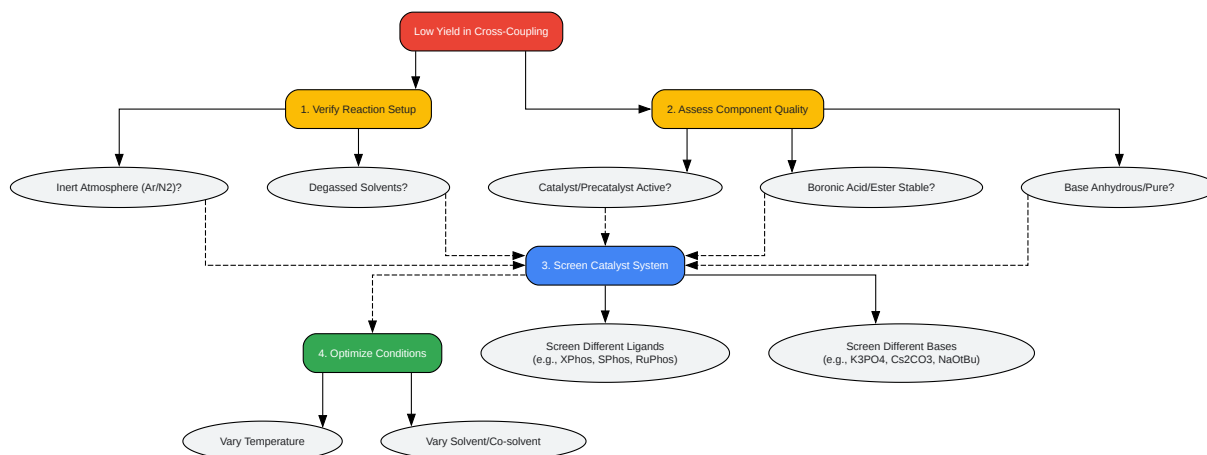 Low Yield in Cross-Coupling
1. Verify Reaction Setup
2. Assess Component Quality
Inert Atmosphere (Ar/N2)?
Degassed Solvents?
Catalyst/Precatalyst Active?
Boronic Acid/Ester Stable?
Base Anhydrous/Pure?
3. Screen Catalyst System
4. Optimize Conditions
Screen Different Ligands
(e.g., XPhos, SPhos, RuPhos)
Screen Different Bases
(e.g., K3PO4, Cs2CO3, NaOtBu)
Vary Temperature
Vary Solvent/Co-solvent